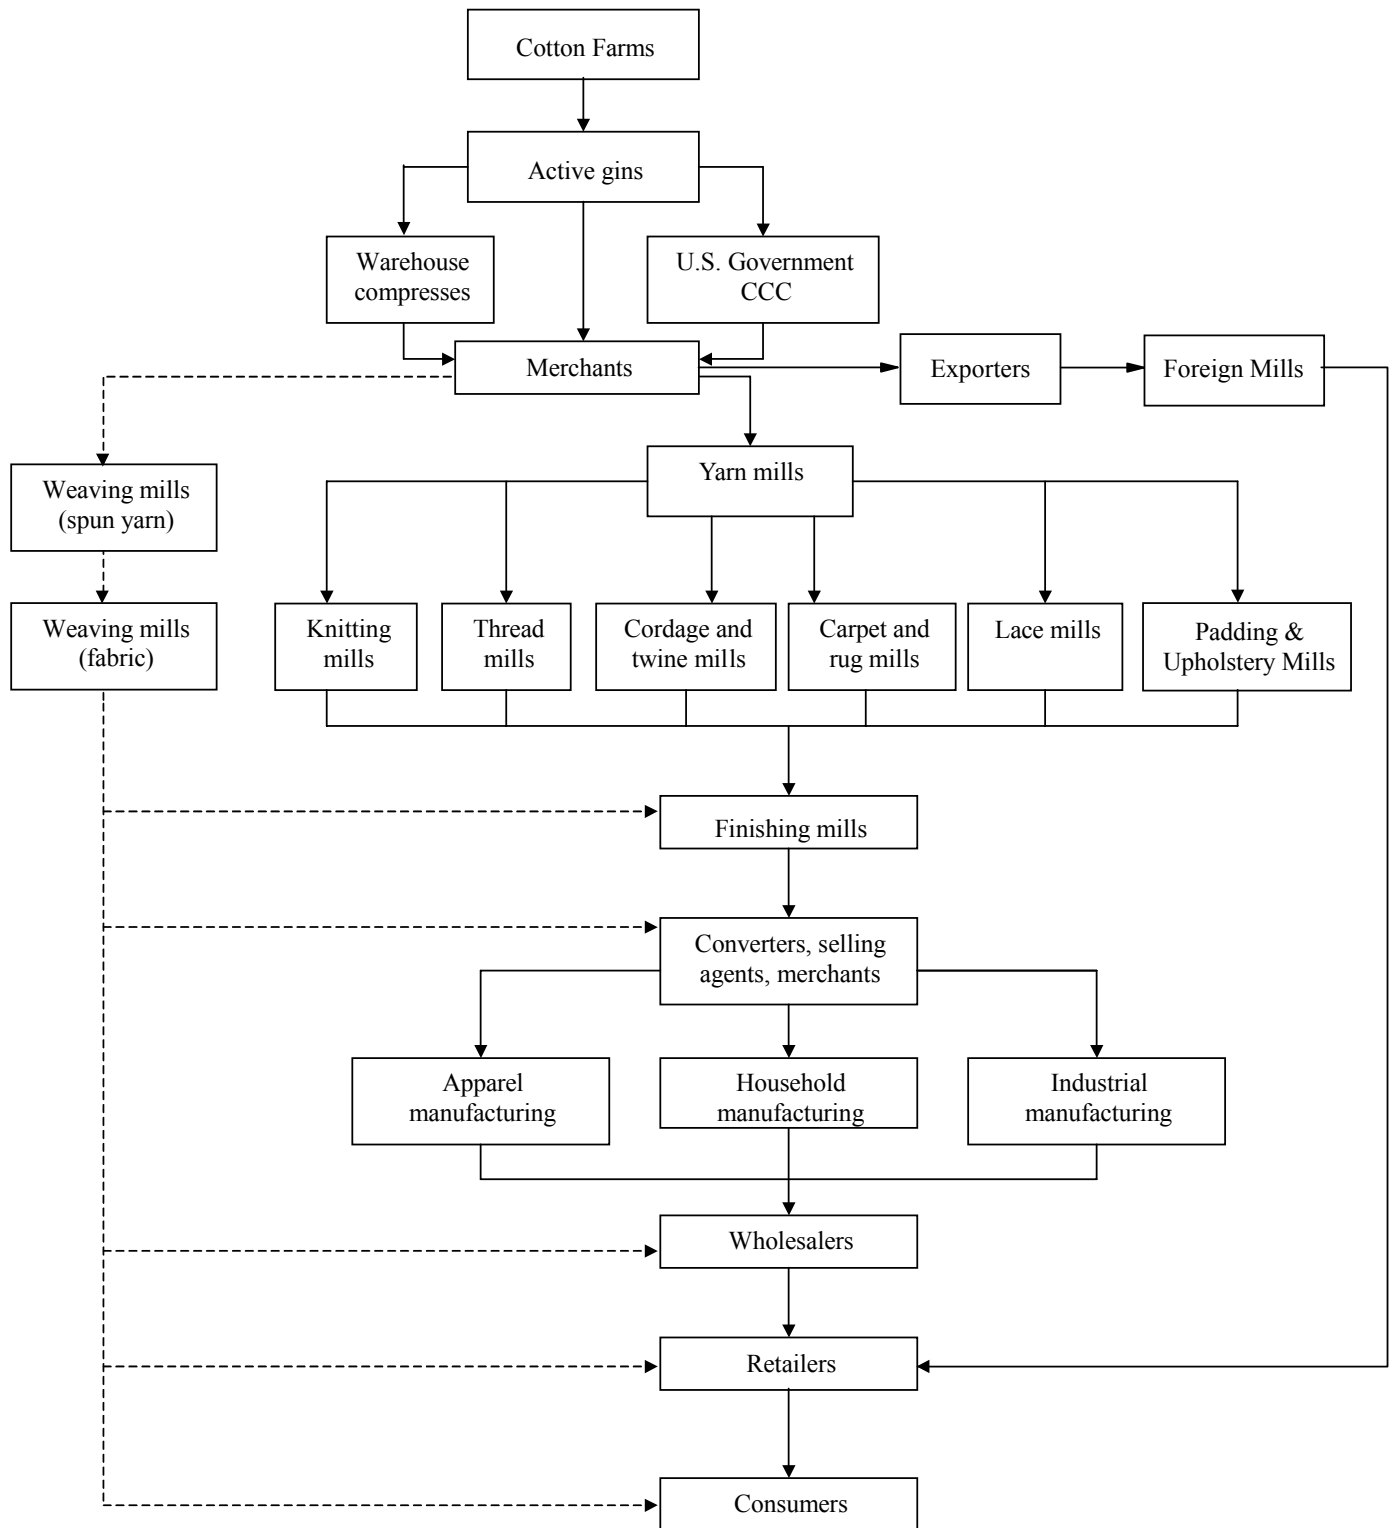 Cotton Farms
Active gins
Warehouse
compresses
U.S. Government
CCC
Merchants
Exporters
Foreign Mills
Yarn mills
Weaving mills
(spun yarn)
Weaving mills
(fabric)
Knitting
mills
Thread
mills
Cordage and
twine mills
Carpet and
rug mills
Lace mills
Padding &
Upholstery Mills
Finishing mills
Converters, selling
agents, merchants
Apparel
manufacturing
Household
manufacturing
Industrial
manufacturing
Wholesalers
Retailers
Consumers